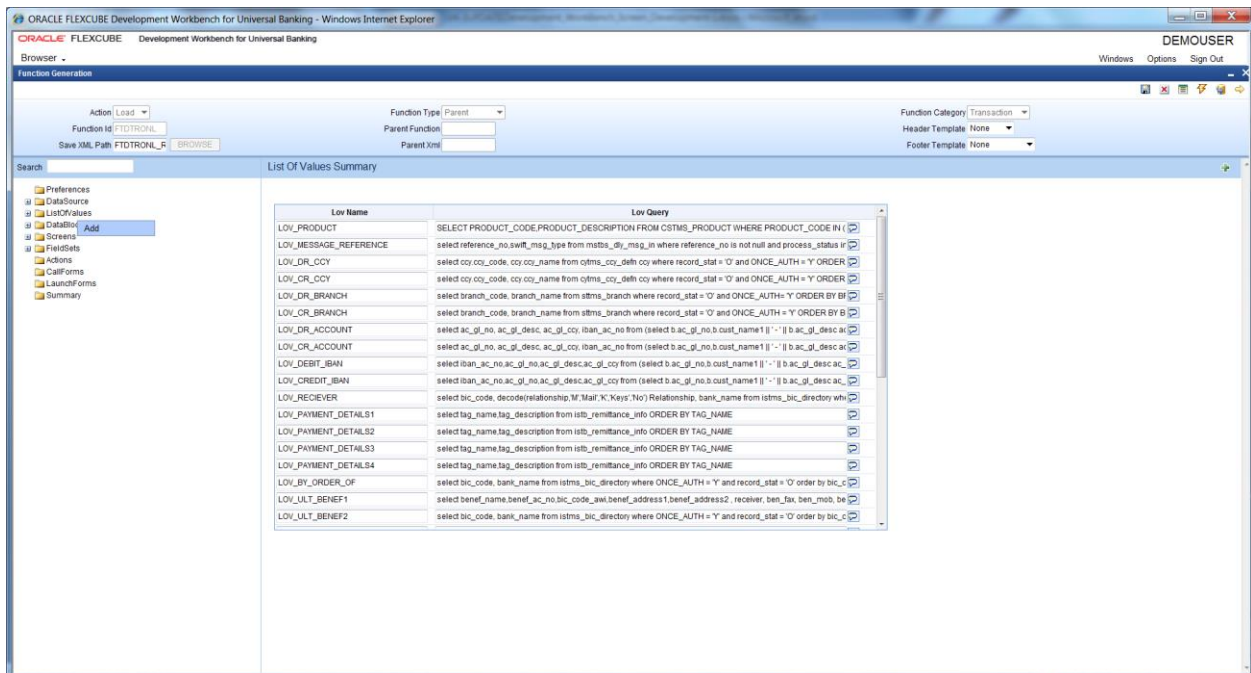 ORACLE FLEXCUBE Development Workbench for Universal Banking - Windows Internet Explorer
ORACLE FLEXCUBE Development Workbench for Universal Banking
DEMOUSER
Browser
Windows Options Sign Out
Function Generation
Action Load
Function Type Parent
Function Category Transaction
Function Id FTDTRONL
Parent Function
Header Template None
Save XML Path FTDTRONL_R BROWSE
Parent Xml
Footer Template None
Search
List Of Values Summary
Preferences
DataSource
ListOfValues
Add
Screens
FieldSets
Actions
CallForms
LaunchForms
Summary
Lov Name Lov Query
LOV_PRODUCT SELECT PRODUCT_CODE,PRODUCT_DESCRIPTION FROM CSTMS_PRODUCT WHERE PRODUCT_CODE IN (
LOV_MESSAGE_REFERENCE select reference_no,swift_msg_type from mstbs_dly_msg_in where reference_no is not null and process_status ir
LOV_DR_CCY select ccy.ccy_code, ccy.ccy_name from cytms_ccy_defn ccy where record_stat = 'O' and ONCE_AUTH = 'Y' ORDER
LOV_CR_CCY select ccy.ccy_code, ccy.ccy_name from cytms_ccy_defn ccy where record_stat = 'O' and ONCE_AUTH = 'Y' ORDER
LOV_DR_BRANCH select branch_code, branch_name from sttms_branch where record_stat = 'O' and ONCE_AUTH= 'Y' ORDER BY
LOV_CR_BRANCH select branch_code, branch_name from sttms_branch where record_stat = 'O' and ONCE_AUTH = 'Y' ORDER BY B
LOV_DR_ACCOUNT select ac_gl_no, ac_gl_desc, ac_gl_ccy, iban_ac_no from (select b.ac_gl_no,b.cust_name1 || ' - ' || b.ac_gl_desc
LOV_CR_ACCOUNT select ac_gl_no, ac_gl_desc, ac_gl_ccy, iban_ac_no from (select b.ac_gl_no,b.cust_name1 || ' - ' || b.ac_gl_desc
LOV_DEBIT_IBAN select iban_ac_no,ac_gl_no,ac_gl_desc,ac_gl_ccy from (select b.ac_gl_no,b.cust_name1 || ' - ' || b.ac_gl_desc ac_
LOV_CREDIT_IBAN select iban_ac_no,ac_gl_no,ac_gl_desc,ac_gl_ccy from (select b.ac_gl_no,b.cust_name1 || ' - ' || b.ac_gl_desc ac_
LOV_RECIEVER select bic_code, decode(relationship,'M','Mail','K','Keys','No') Relationship, bank_name from istms_bic_directory
LOV_PAYMENT_DETAILS1 select tag_name,tag_description from istb_remittance_info ORDER BY TAG_NAME
LOV_PAYMENT_DETAILS2 select tag_name,tag_description from istb_remittance_info ORDER BY TAG_NAME
LOV_PAYMENT_DETAILS3 select tag_name,tag_description from istb_remittance_info ORDER BY TAG_NAME
LOV_PAYMENT_DETAILS4 select tag_name,tag_description from istb_remittance_info ORDER BY TAG_NAME
LOV_BY_ORDER_OF select bic_code, bank_name from istms_bic_directory where ONCE_AUTH = 'Y' and record_stat = 'O' order by bic_c
LOV_ULT_BENEF1 select benef_name,benef_ac_no,bic_code_awi,benef_address1,benef_address2 , receiver, ben_fax, ben_mob, be
LOV_ULT_BENEF2 select bic_code, bank_name from istms_bic_directory where ONCE_AUTH = 'Y' and record_stat = 'O' order by bic_c